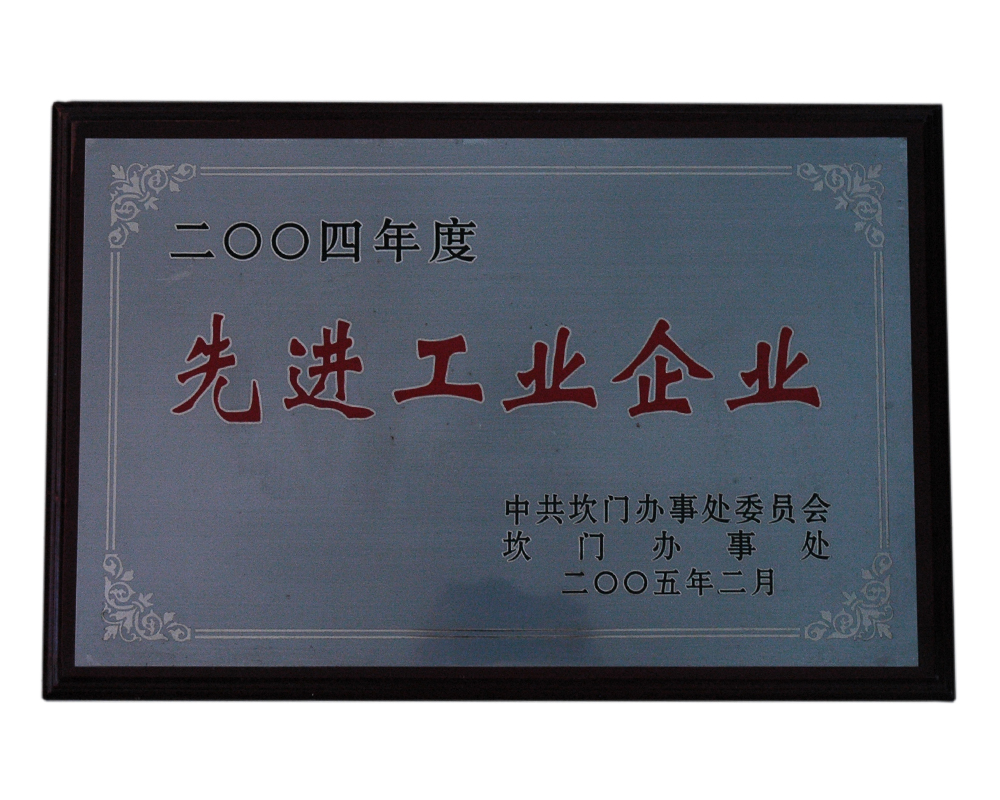 二〇〇四年度
先进工业企业
中共坎门办事处委员会
坎门办事处
二〇〇五年二月